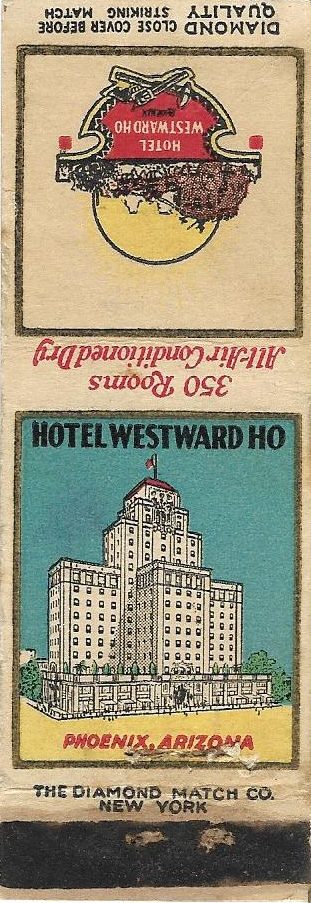 DIAMOND
QUALITY
CLOSE COVER BEFORE
STRIKING MATCH
HOTEL
WESTWARD HO
PHOENIX
350 Rooms
All-Air Conditioned Dry
HOTEL WESTWARD HO
PHOENIX, ARIZONA
THE DIAMOND MATCH CO.
NEW YORK